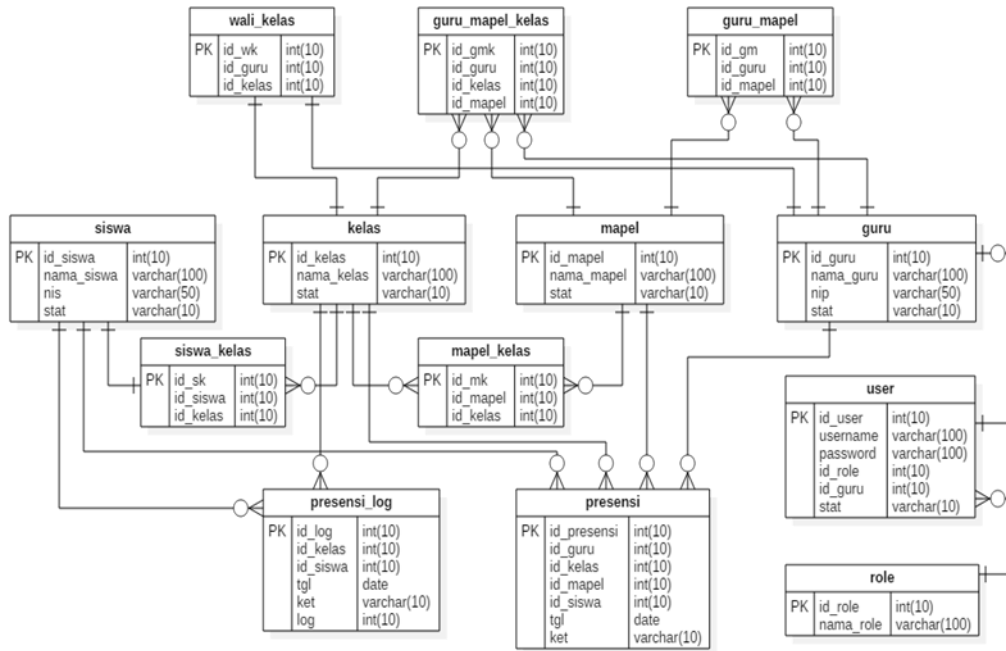 wali_kelas
PK id_wk int(10)
id_guru int(10)
id_kelas int(10)
guru_mapel_kelas
PK id_gmk int(10)
id_guru int(10)
id_kelas int(10)
id_mapel int(10)
guru_mapel
PK id_gm int(10)
id_guru int(10)
id_mapel int(10)
siswa
PK id_siswa int(10)
nama_siswa varchar(100)
nis varchar(50)
stat varchar(10)
kelas
PK id_kelas int(10)
nama_kelas varchar(100)
stat varchar(10)
mapel
PK id_mapel int(10)
nama_mapel varchar(100)
stat varchar(10)
guru
PK id_guru int(10)
nama_guru varchar(100)
nip varchar(50)
stat varchar(10)
siswa_kelas
PK id_sk int(10)
id_siswa int(10)
id_kelas int(10)
mapel_kelas
PK id_mk int(10)
id_mapel int(10)
id_kelas int(10)
user
PK id_user int(10)
username varchar(100)
password varchar(100)
id_role int(10)
id_guru int(10)
stat varchar(10)
presensi_log
PK id_log int(10)
id_kelas int(10)
id_siswa int(10)
tgl date
ket varchar(10)
log int(10)
presensi
PK id_presensi int(10)
id_guru int(10)
id_kelas int(10)
id_mapel int(10)
id_siswa int(10)
tgl date
ket varchar(10)
role
PK id_role int(10)
nama_role varchar(100)